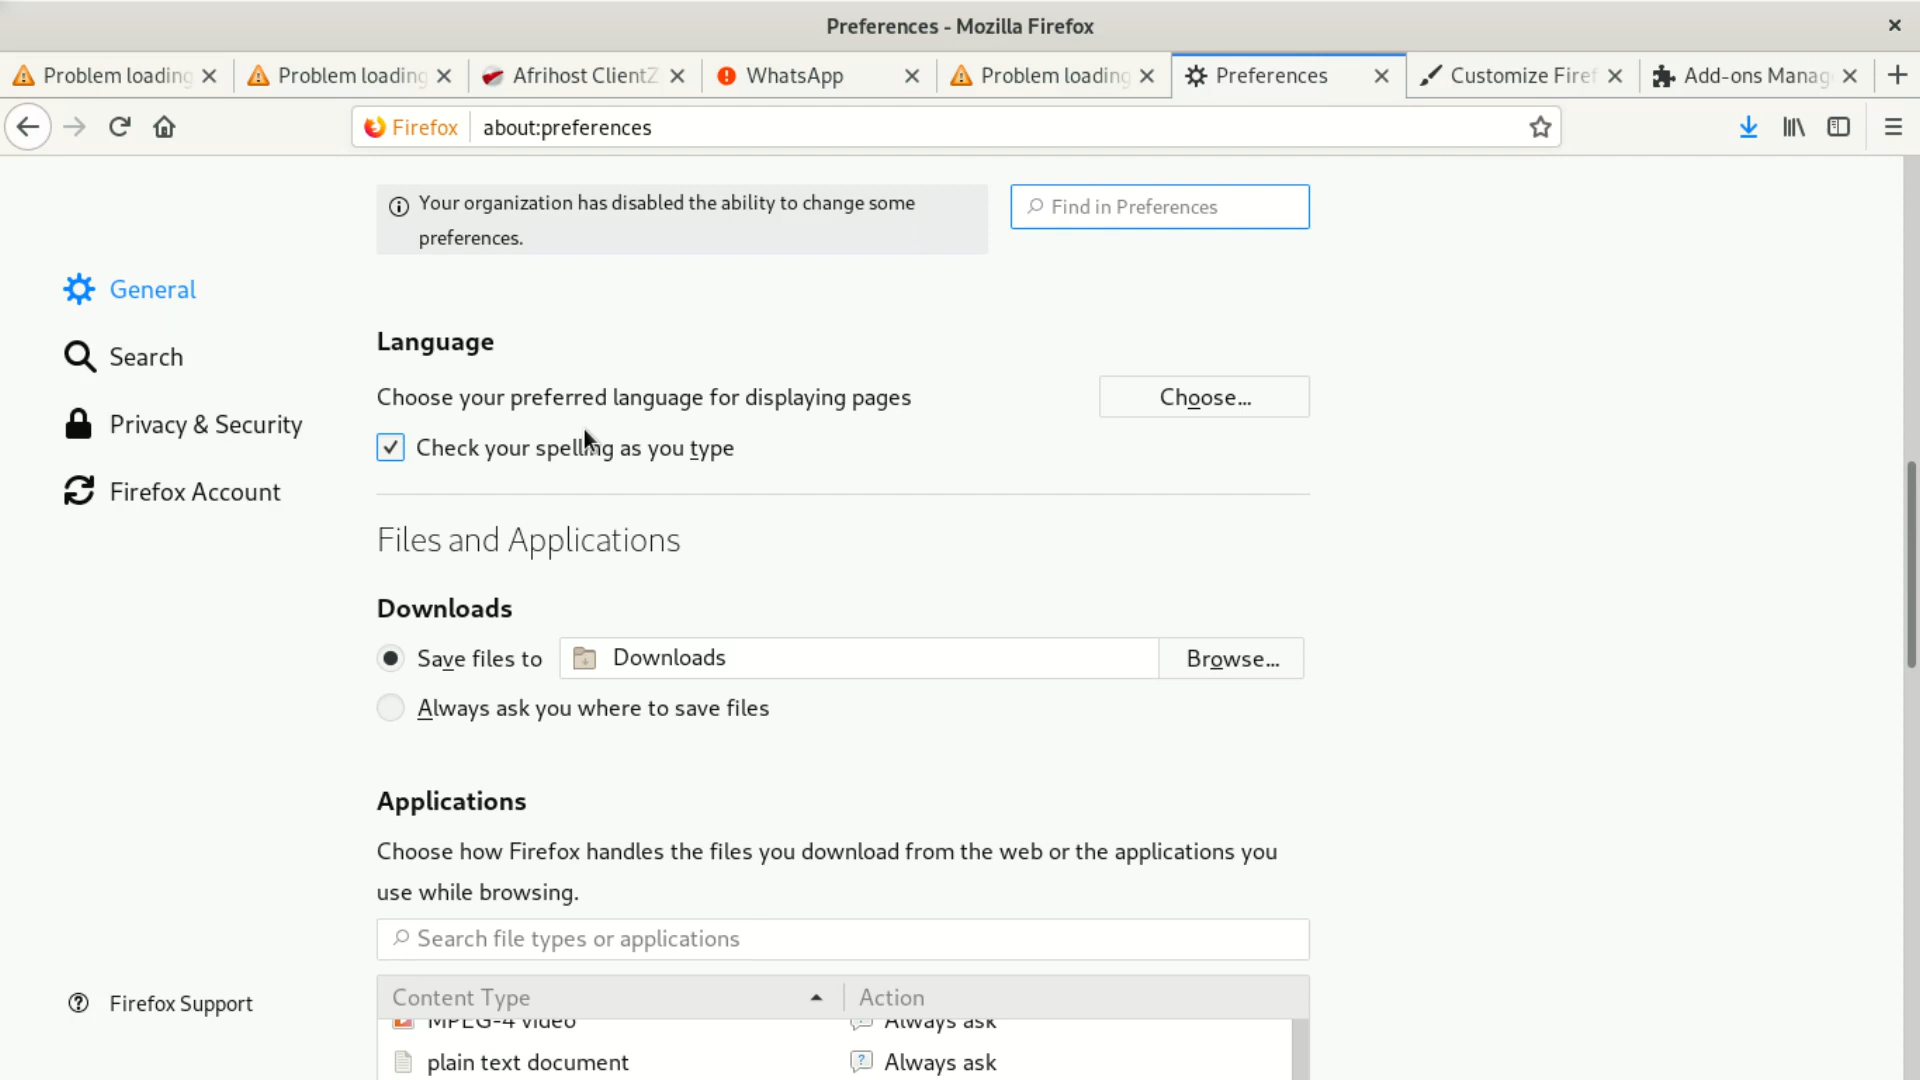 Preferences - Mozilla Firefox
Problem loading
Problem loading
Afrihost ClientZ
WhatsApp
Problem loading
Preferences
Customize Firef
Add-ons Manag
Firefox
about:preferences
Your organization has disabled the ability to change some
preferences.
Find in Preferences
General
Search
Privacy & Security
Firefox Account
Language
Choose your preferred language for displaying pages
Choose...
Check your spelling as you type
Files and Applications
Downloads
Save files to
Downloads
Browse...
Always ask you where to save files
Applications
Choose how Firefox handles the files you download from the web or the applications you
use while browsing.
Search file types or applications
Content Type
Action
MPEG-4 video
Always ask
plain text document
Always ask
Firefox Support